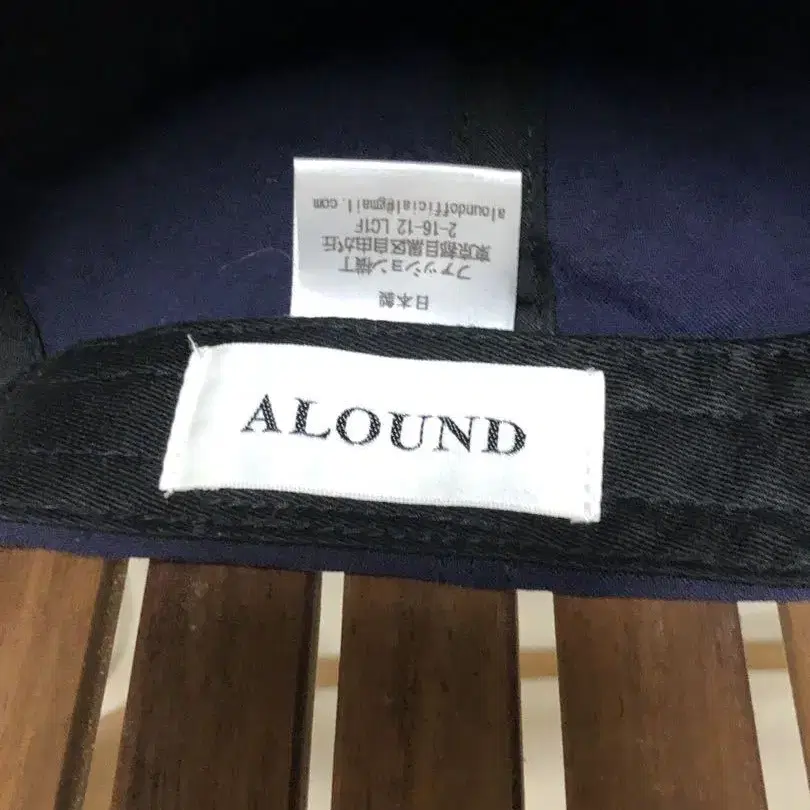 日本製
ファッション横丁
東京都目黒区自由が丘
2-16-12 LC1F
aloundofficial@gmail.com
ALOUND